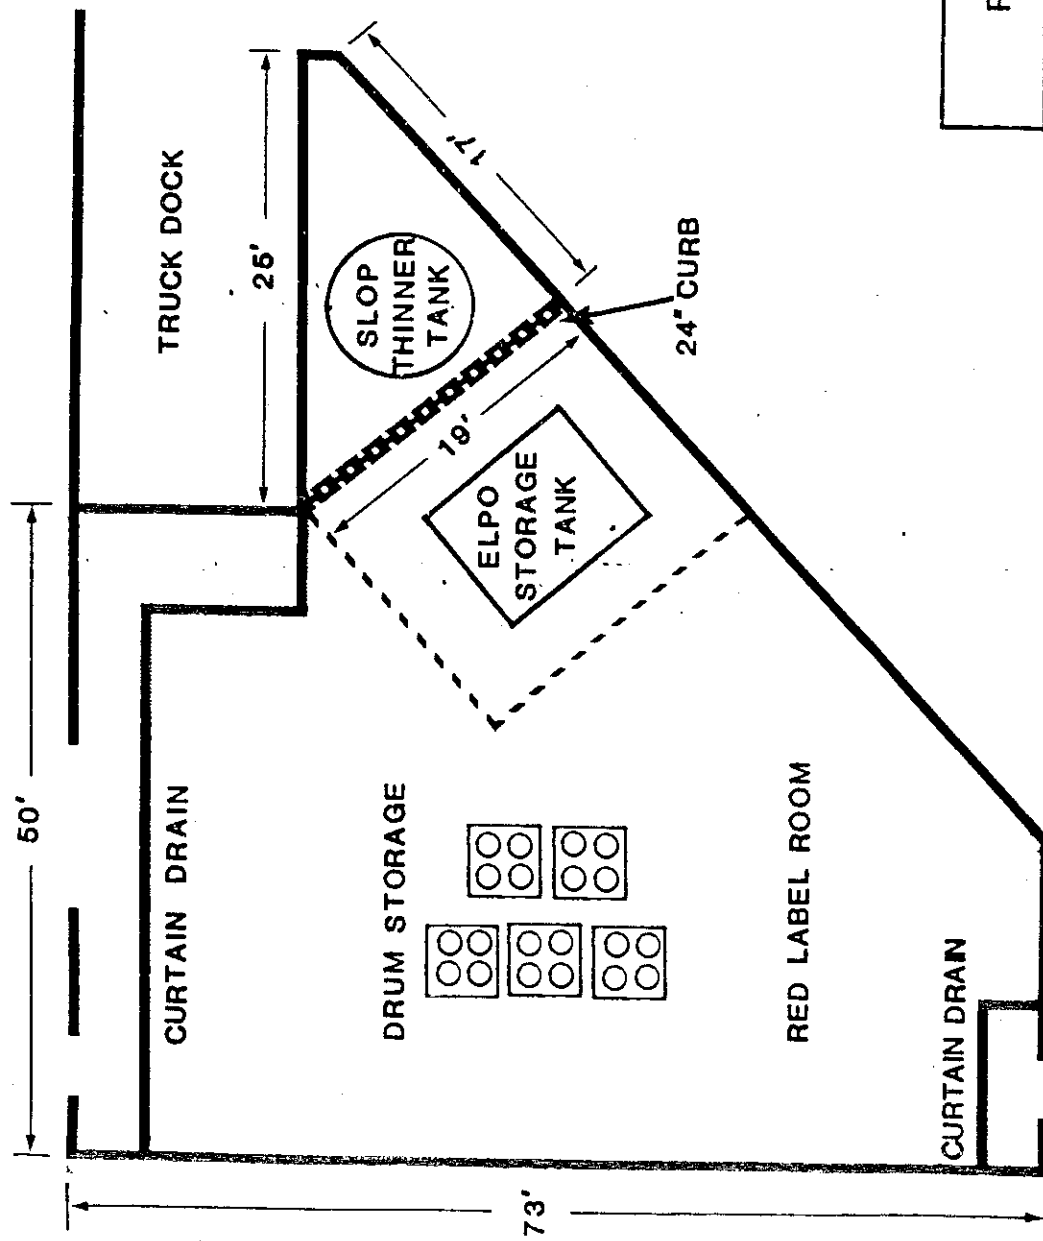 50'
TRUCK DOCK
25'
17'
SLOP
THINNER
TANK
24" CURB
19'
ELPO
STORAGE
TANK
CURTAIN DRAIN
DRUM STORAGE
RED LABEL ROOM
CURTAIN DRAIN
73'
F